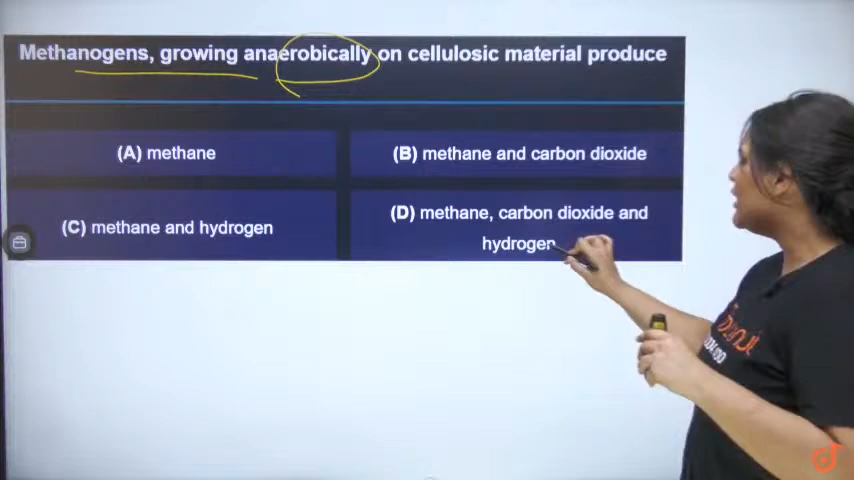 Methanogens, growing anaerobically on cellulosic material produce
(A) methane
(B) methane and carbon dioxide
(C) methane and hydrogen
(D) methane, carbon dioxide and
hydrogen